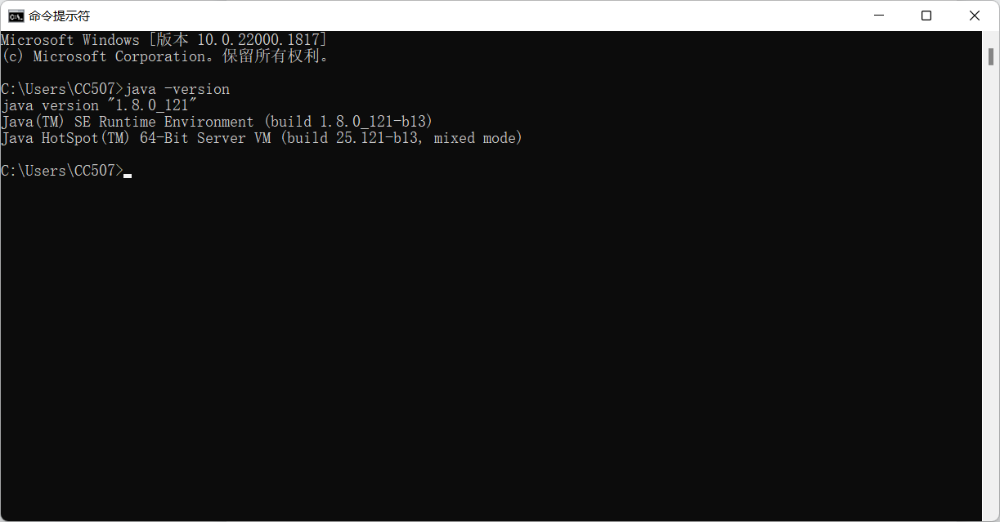 命令提示符
Microsoft Windows [版本 10.0.22000.1817]
(c) Microsoft Corporation。保留所有权利。
C:\Users\CC507>java -version
java version "1.8.0_121"
Java(TM) SE Runtime Environment (build 1.8.0_121-b13)
Java HotSpot(TM) 64-Bit Server VM (build 25.121-b13, mixed mode)
C:\Users\CC507>